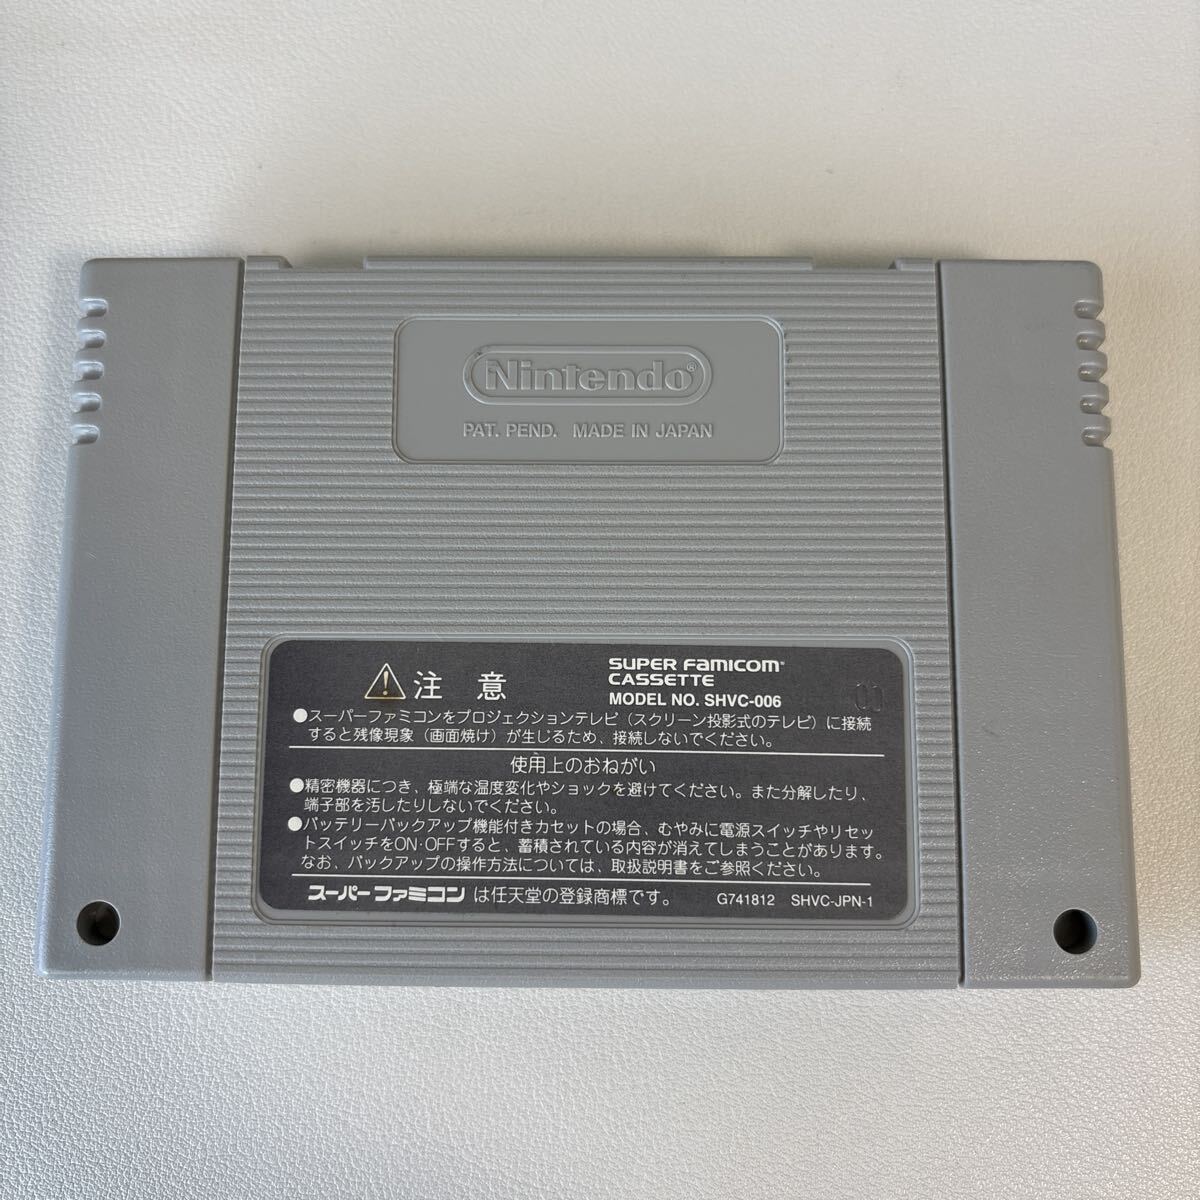 Nintendo®
PAT. PEND. MADE IN JAPAN
注 意
SUPER FAMICOM
CASSETTE
MODEL NO. SHVC-006
●スーパーファミコンをプロジェクションテレビ（スクリーン投影式のテレビ）に接続
すると残像現象（画面焼け）が生じるため、接続しないでください。
使用上のおねがい
●精密機器につき、極端な温度変化やショックを避けてください。また分解したり、
端子部を汚したりしないでください。
●バッテリーバックアップ機能付きカセットの場合、むやみに電源スイッチやリセッ
トスイッチをON・OFFすると、蓄積されている内容が消えてしまうことがあります。
なお、バックアップの操作方法については、取扱説明書をご参照ください。
スーパーファミコン は任天堂の登録商標です。 G741812 SHVC-JPN-1